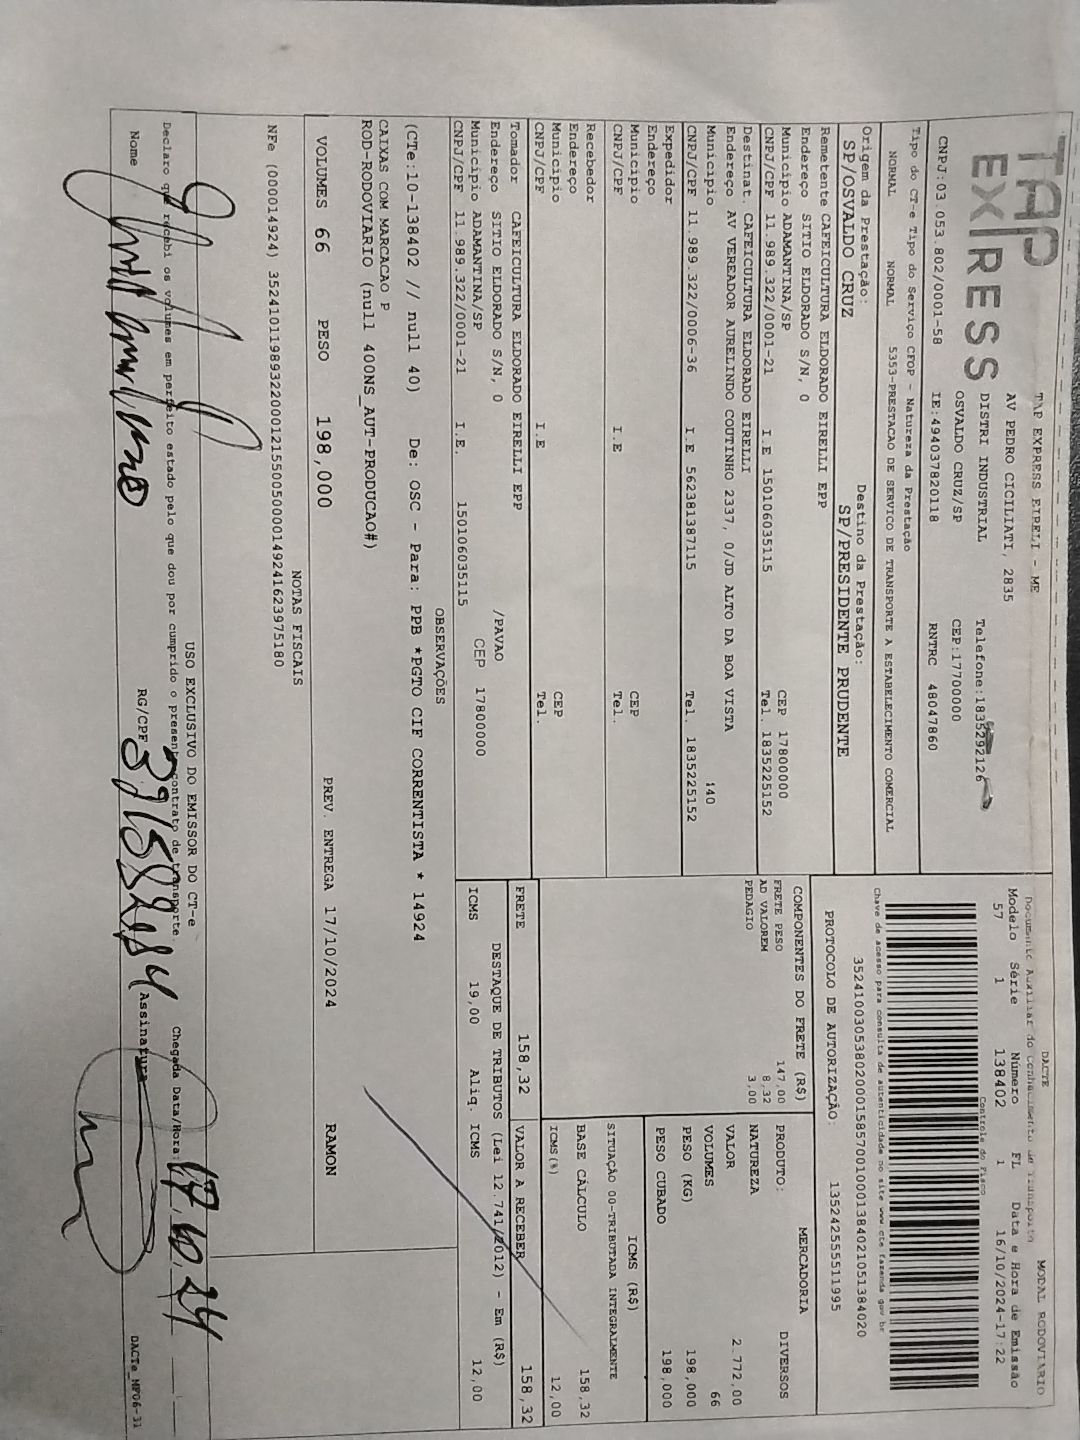 TAP
EX|RESS
TAP EXPRESS EIRELI - ME
AV PEDRO CICILIATI, 2835
DISTRI INDUSTRIAL
Telefone:1835292126
OSVALDO CRUZ/SP
CEP:17700000
CNPJ:03.053.802/0001-58
IE:494037820118
RNTRC 48047860
Tipo do CT-e Tipo do Serviço CFOP - Natureza da Prestação
NORMAL NORMAL 5353-PRESTACAO DE SERVICO DE TRANSPORTE A ESTABELECIMENTO COMERCIAL
Origem da Prestação: Destino da Prestação:
SP/OSVALDO CRUZ SP/PRESIDENTE PRUDENTE
Remetente CAFEICULTURA ELDORADO EIRELLI EPP
Endereço SITIO ELDORADO S/N, 0
Municipio ADAMANTINA/SP CEP 17800000
CNPJ/CPF 11.989.322/0001-21 I.E 150106035115 Tel. 1835225152
Destinat. CAFEICULTURA ELDORADO EIRELLI
Endereço AV VEREADOR AURELINDO COUTINHO 2337, 0/JD ALTO DA BOA VISTA
Municipio 140
CNPJ/CPF 11.989.322/0006-36 I.E 562381387115 Tel. 1835225152
Expedidor
Endereço
Municipio CEP
CNPJ/CPF I.E Tel.
Recebedor
Endereço
Municipio CEP
CNPJ/CPF I.E Tel.
Tomador CAFEICULTURA ELDORADO EIRELLI EPP
Endereço SITIO ELDORADO S/N, 0 /PAVAO
Municipio ADAMANTINA/SP CEP 17800000
CNPJ/CPF 11.989.322/0001-21 I.E. 150106035115
DACTE MODAL RODOVIARIO
Documento Auxiliar do Conhecimento de Transporte
Modelo Série Número FL Data e Hora de Emissão
57 1 138402 1 16/10/2024-17:22
Controle do Fisco
Chave de acesso para consulta de autenticidade no site www.cte.fazenda.gov.br
35241003053802000158570010001384021051384020
PROTOCOLO DE AUTORIZAÇÃO: 135242555511995
COMPONENTES DO FRETE (R$)
FRETE PESO 147,00
AD VALOREM 8,32
PEDAGIO 3,00
MERCADORIA
PRODUTO: DIVERSOS
NATUREZA
VALOR 2.772,00
VOLUMES 66
PESO (KG) 198,000
PESO CUBADO 198,000
ICMS (R$)
SITUAÇÃO 00-TRIBUTADA INTEGRALMENTE
BASE CÁLCULO 158,32
ICMS(%) 12,00
FRETE 158,32 VALOR A RECEBER 158,32
DESTAQUE DE TRIBUTOS (Lei 12.741/2012) - Em (R$)
ICMS 19,00 Aliq. ICMS 12,00
OBSERVAÇÕES
(CTe:10-138402 // null 40) De: OSC - Para: PPB *PGTO CIF CORRENTISTA * 14924
CAIXAS COM MARCACAO P
ROD-RODOVIARIO (null 400NS_AUT-PRODUCAO#)
VOLUMES 66 PESO 198,000 PREV. ENTREGA 17/10/2024 RAMON
NOTAS FISCAIS
NFe (000014924) 35241011989322000121550050000149241623975180
USO EXCLUSIVO DO EMISSOR DO CT-e
Declaro que recebi os volumes em perfeito estado pelo que dou por cumprido o presente contrato de transporte.
Chegada Data/Hora: 17.10.24
Nome RG/CPF Assinatura
DACTe_MP06-31